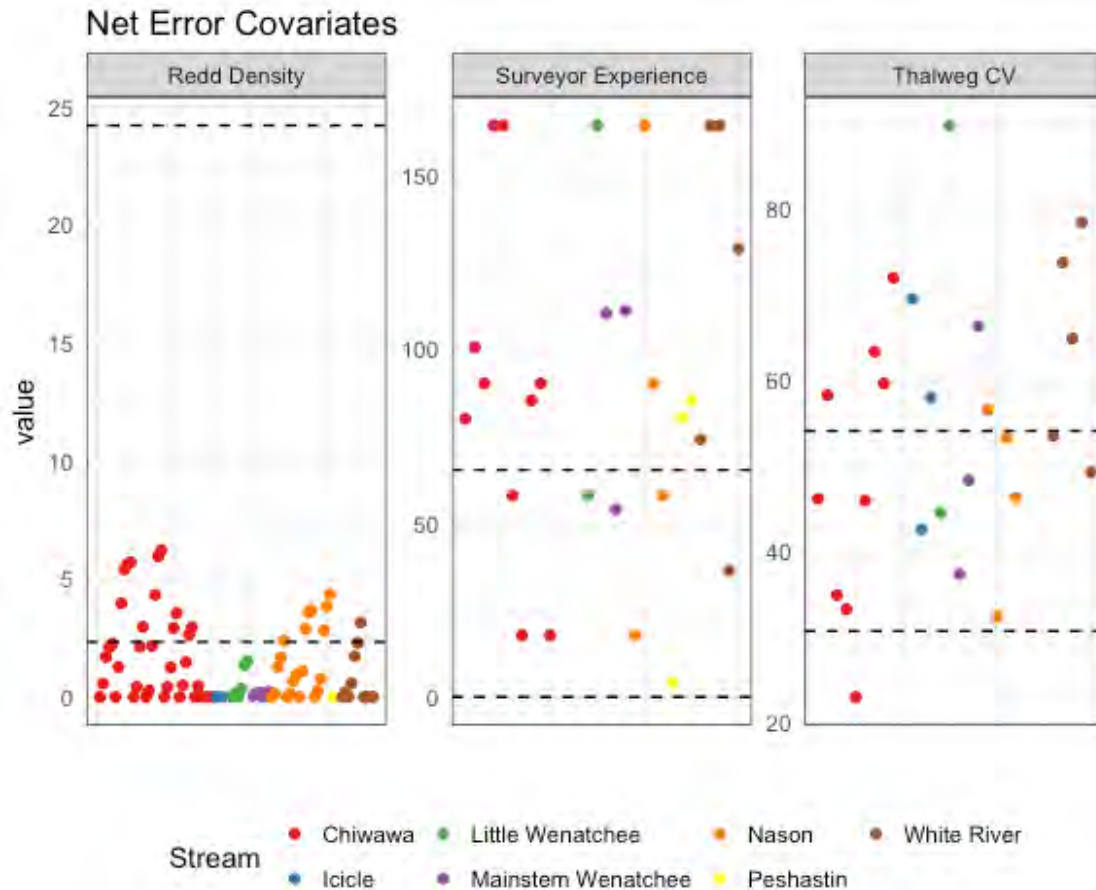 Net Error Covariates
Redd Density
Surveyor Experience
Thalweg CV
value
25
20
15
10
5
0
150
100
50
0
80
60
40
20
Stream
Chiwawa
Little Wenatchee
Nason
White River
Icicle
Mainstem Wenatchee
Peshastin